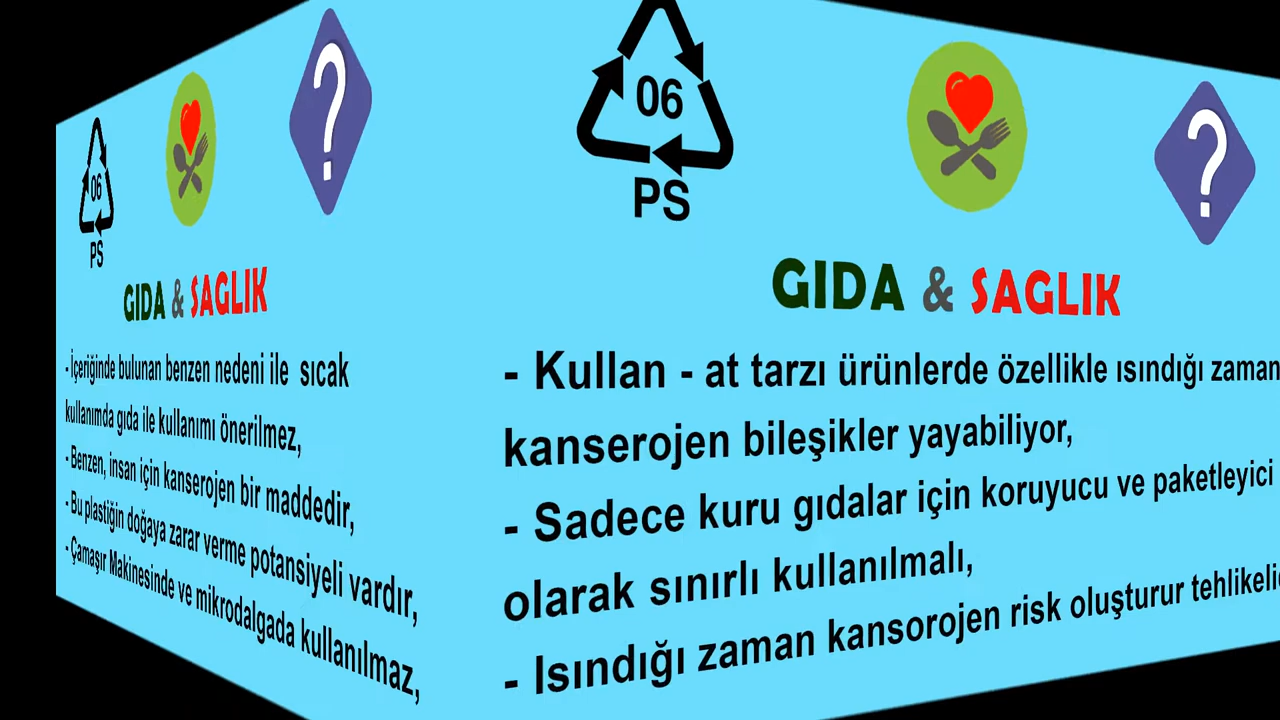 06
PS
?
GIDA & SAGLIK
- İçeriğinde bulunan benzen nedeni ile sıcak
kullanımda gıda ile kullanımı önerilmez,
- Benzen, insan için kanserojen bir maddedir,
- Bu plastiğin doğaya zarar verme potansiyeli vardır,
- Çamaşır Makinesinde ve mikrodalgada kullanılmaz,
06
PS
?
GIDA & SAGLIK
- Kullan - at tarzı ürünlerde özellikle ısındığı zaman
kanserojen bileşikler yayabiliyor,
- Sadece kuru gıdalar için koruyucu ve paketleyici
olarak sınırlı kullanılmalı,
- Isındığı zaman kansorojen risk oluşturur